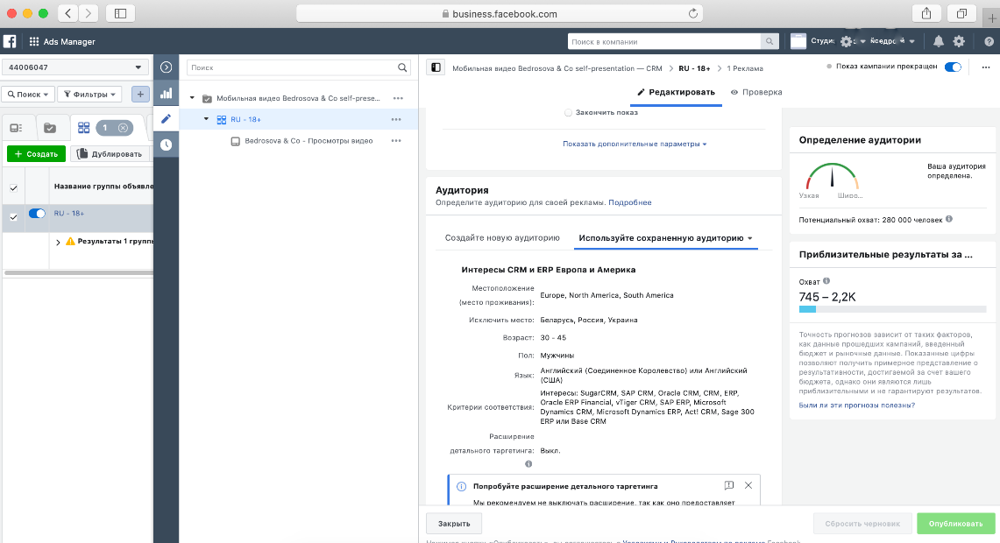 business.facebook.com
Ads Manager
Поиск в компании
44006047
Поиск
Фильтры
1
Создать
Дублировать
Название группы объявле
RU - 18+
Результаты 1 группы
Поиск
Мобильная видео Bedrosova & Co self-prese...
RU - 18+
Bedrosova & Co - Просмотры видео
Мобильная видео Bedrosova & Co self-presentation — CRM
RU - 18+
1 Реклама
Показ кампании прекращен
Редактировать
Проверка
Закончить показ
Показать дополнительные параметры
Аудитория
Определите аудиторию для своей рекламы. Подробнее
Создайте новую аудиторию
Используйте сохраненную аудиторию
Интересы CRM и ERP Европа и Америка
Местоположение
(место проживания):
Europe, North America, South America
Исключить место: Беларусь, Россия, Украина
Возраст: 30 - 45
Пол: Мужчины
Язык: Английский (Соединенное Королевство) или Английский
(США)
Критерии соответствия: Интересы: SugarCRM, SAP CRM, Oracle CRM, CRM, ERP,
Oracle ERP Financial, vTiger CRM, SAP ERP, Microsoft
Dynamics CRM, Microsoft Dynamics ERP, Act! CRM, Sage 300
ERP или Base CRM
Расширение
детального таргетинга: Выкл.
Попробуйте расширение детального таргетинга
Мы рекомендуем не выключать расширение, так как оно предоставляет
Закрыть
Сбросить черновик
Опубликовать
Определение аудитории
Ваша аудитория
определена.
Узкая
Широ...
Потенциальный охват: 280 000 человек
Приблизительные результаты за ...
Охват
745 – 2,2K
Точность прогнозов зависит от таких факторов,
как данные прошедших кампаний, введенный
бюджет и рыночные данные. Показанные цифры
позволяют получить примерное представление о
результативности, достигаемой за счет вашего
бюджета, однако они являются лишь
приблизительными и не гарантируют результатов.
Были ли эти прогнозы полезны?